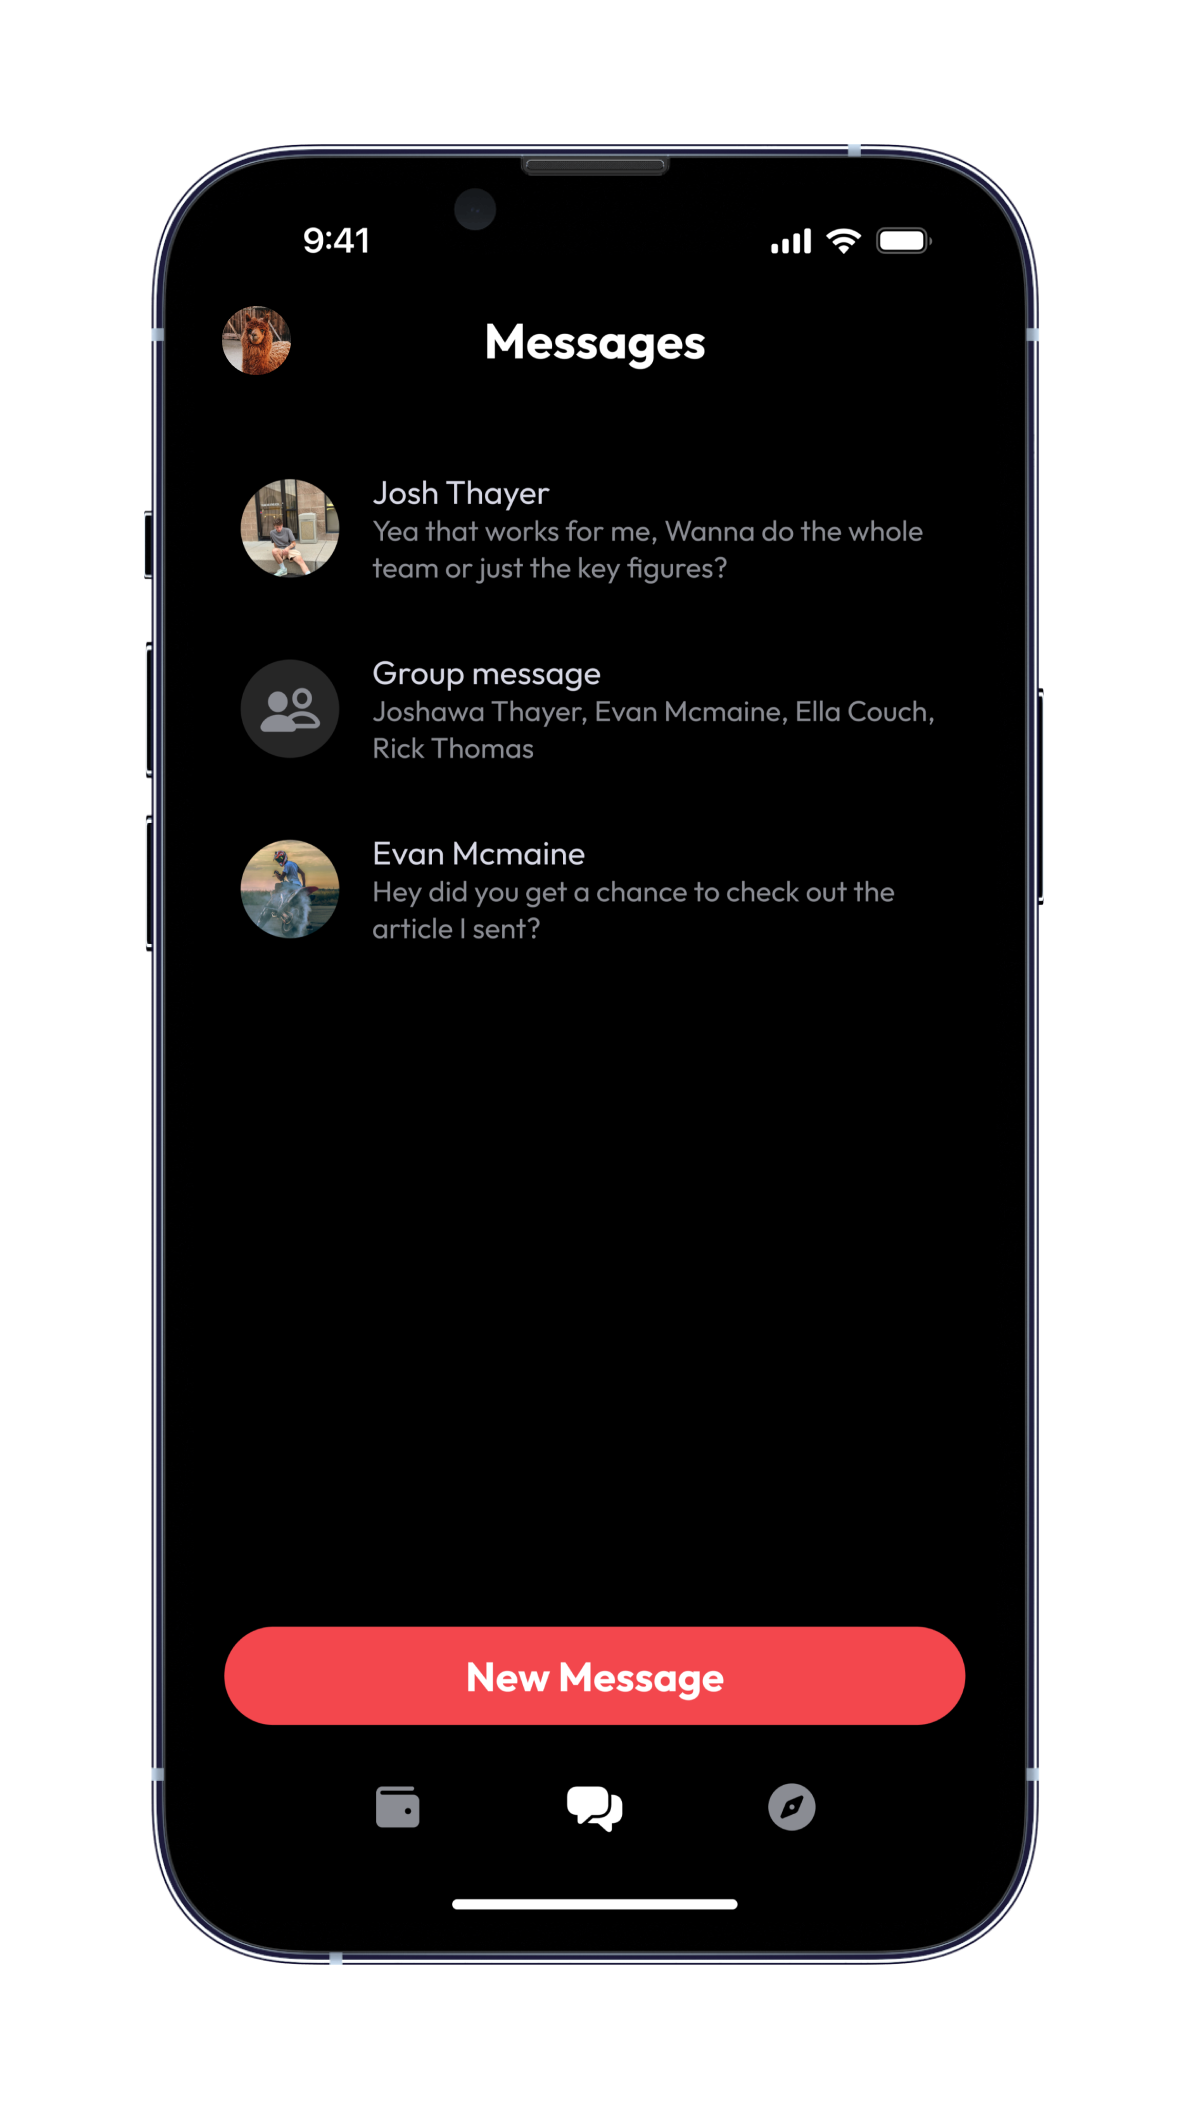 9:41
Messages
Josh Thayer
Yea that works for me, Wanna do the whole
team or just the key figures?
Group message
Joshawa Thayer, Evan Mcmaine, Ella Couch,
Rick Thomas
Evan Mcmaine
Hey did you get a chance to check out the
article I sent?
New Message